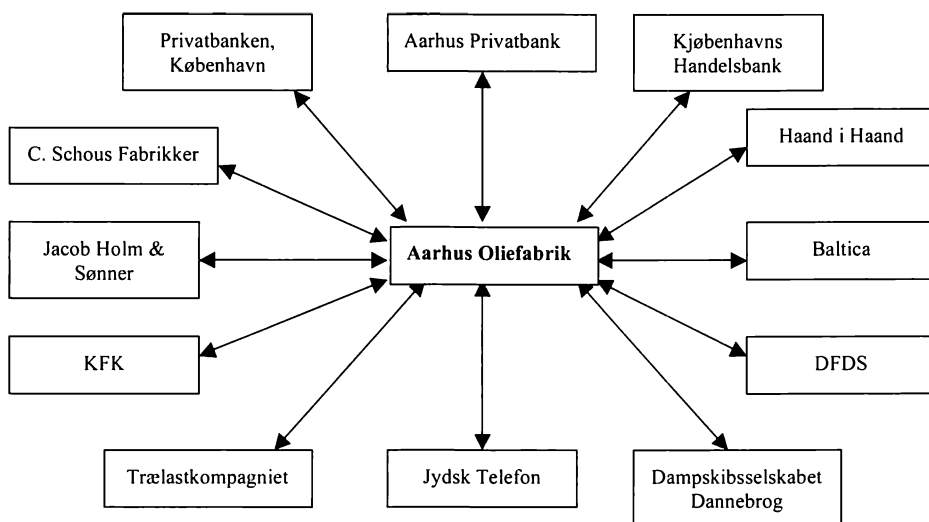 Privatbanken,
København
Aarhus Privatbank
Kjøbenhavns
Handelsbank
C. Schous Fabrikker
Haand i Haand
Jacob Holm &
Sønner
Aarhus Oliefabrik
Baltica
KFK
DFDS
Trælastkompagniet
Jydsk Telefon
Dampskibsselskabet
Dannebrog